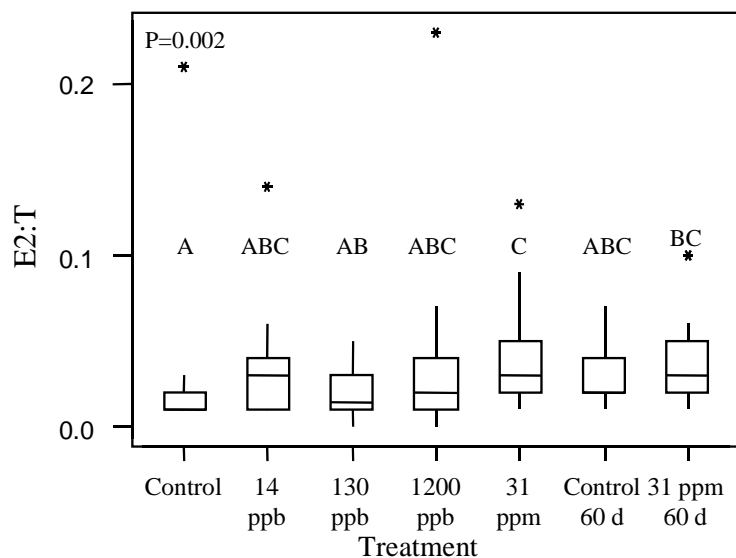 P=0.002
0.2
0.1
0.0
E2:T
A ABC AB ABC C ABC BC
Control 14 130 1200 31 Control 31 ppm
ppb ppb ppb ppm 60 d 60 d
Treatment